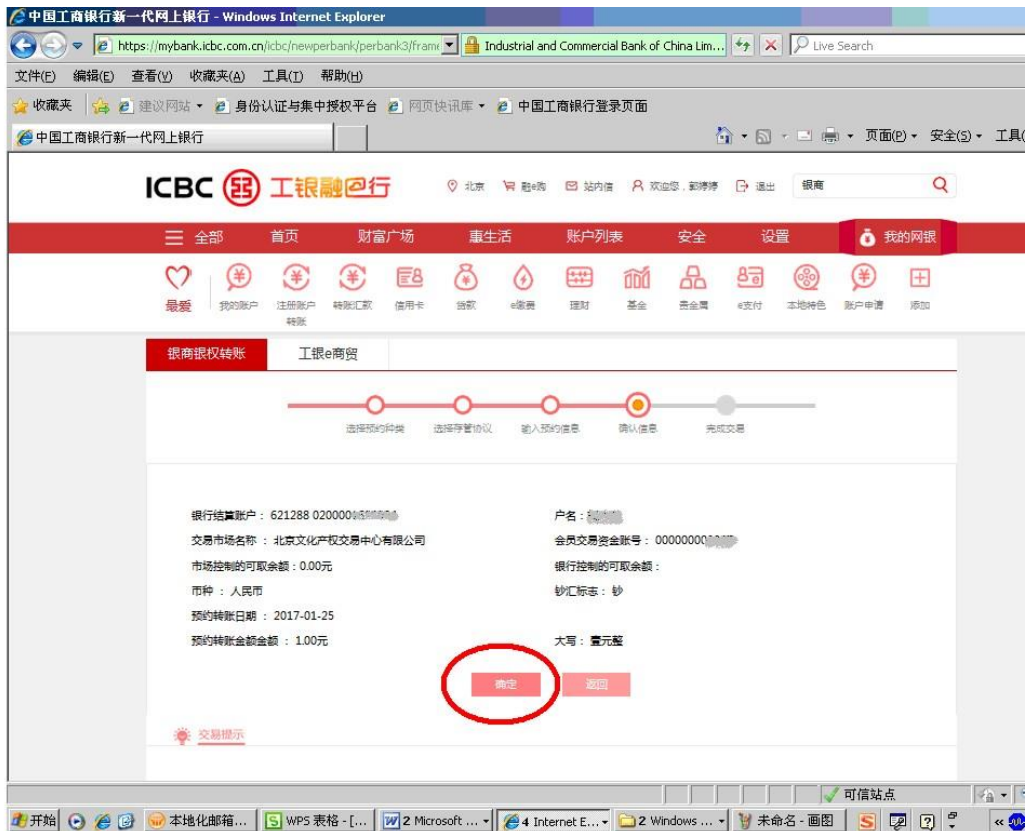 中国工商银行新一代网上银行 - Windows Internet Explorer
https://mybank.icbc.com.cn/icbc/newperbank/perbank3/frame Industrial and Commercial Bank of China Lim... Live Search
文件(F) 编辑(E) 查看(V) 收藏夹(A) 工具(T) 帮助(H)
收藏夹 建议网站 身份认证与集中授权平台 网页快讯库 中国工商银行登录页面
中国工商银行新一代网上银行 页面(P) 安全(S) 工具(
ICBC 工银融e行 北京 融e购 站内信 欢迎您，郭婷婷 退出 银商
全部 首页 财富广场 惠生活 账户列表 安全 设置 我的网银
最爱 我的账户 注册账户 转账汇款 信用卡 贷款 e缴费 理财 基金 贵金属 e支付 本地特色 账户申请 添加
转账
银商银权转账 工银e商贸
选择预约种类 选择存管协议 输入预约信息 确认信息 完成交易
银行结算账户： 621288 020000 户名：
交易市场名称 ： 北京文化产权交易中心有限公司 会员交易资金账号： 00000000
市场控制的可取余额：0.00元 银行控制的可取余额：
币种 ： 人民币 钞汇标志： 钞
预约转账日期 ： 2017-01-25
预约转账金额金额 ： 1.00元 大写： 壹元整
确定 返回
交易提示
可信站点
开始 本地化邮箱... WPS 表格 - [... 2 Microsoft ... 4 Internet E... 2 Windows ... 未命名 - 画图